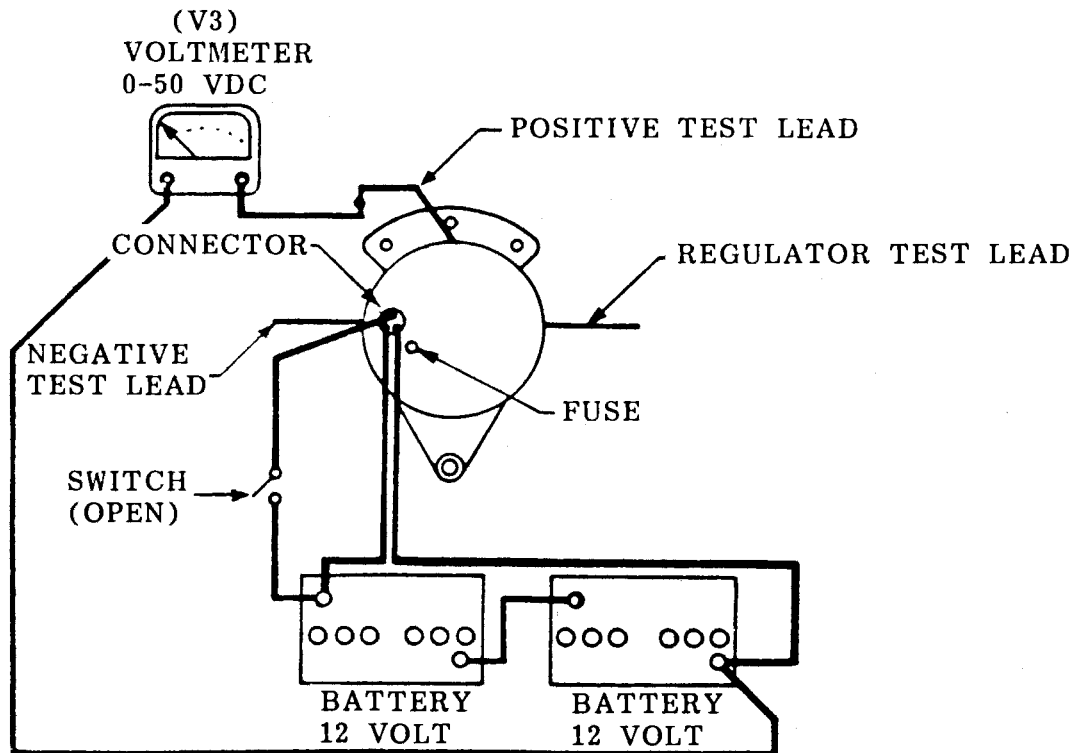 (V3)
VOLTMETER
0-50 VDC
POSITIVE TEST LEAD
CONNECTOR
REGULATOR TEST LEAD
NEGATIVE
TEST LEAD
FUSE
SWITCH
(OPEN)
BATTERY
12 VOLT
BATTERY
12 VOLT